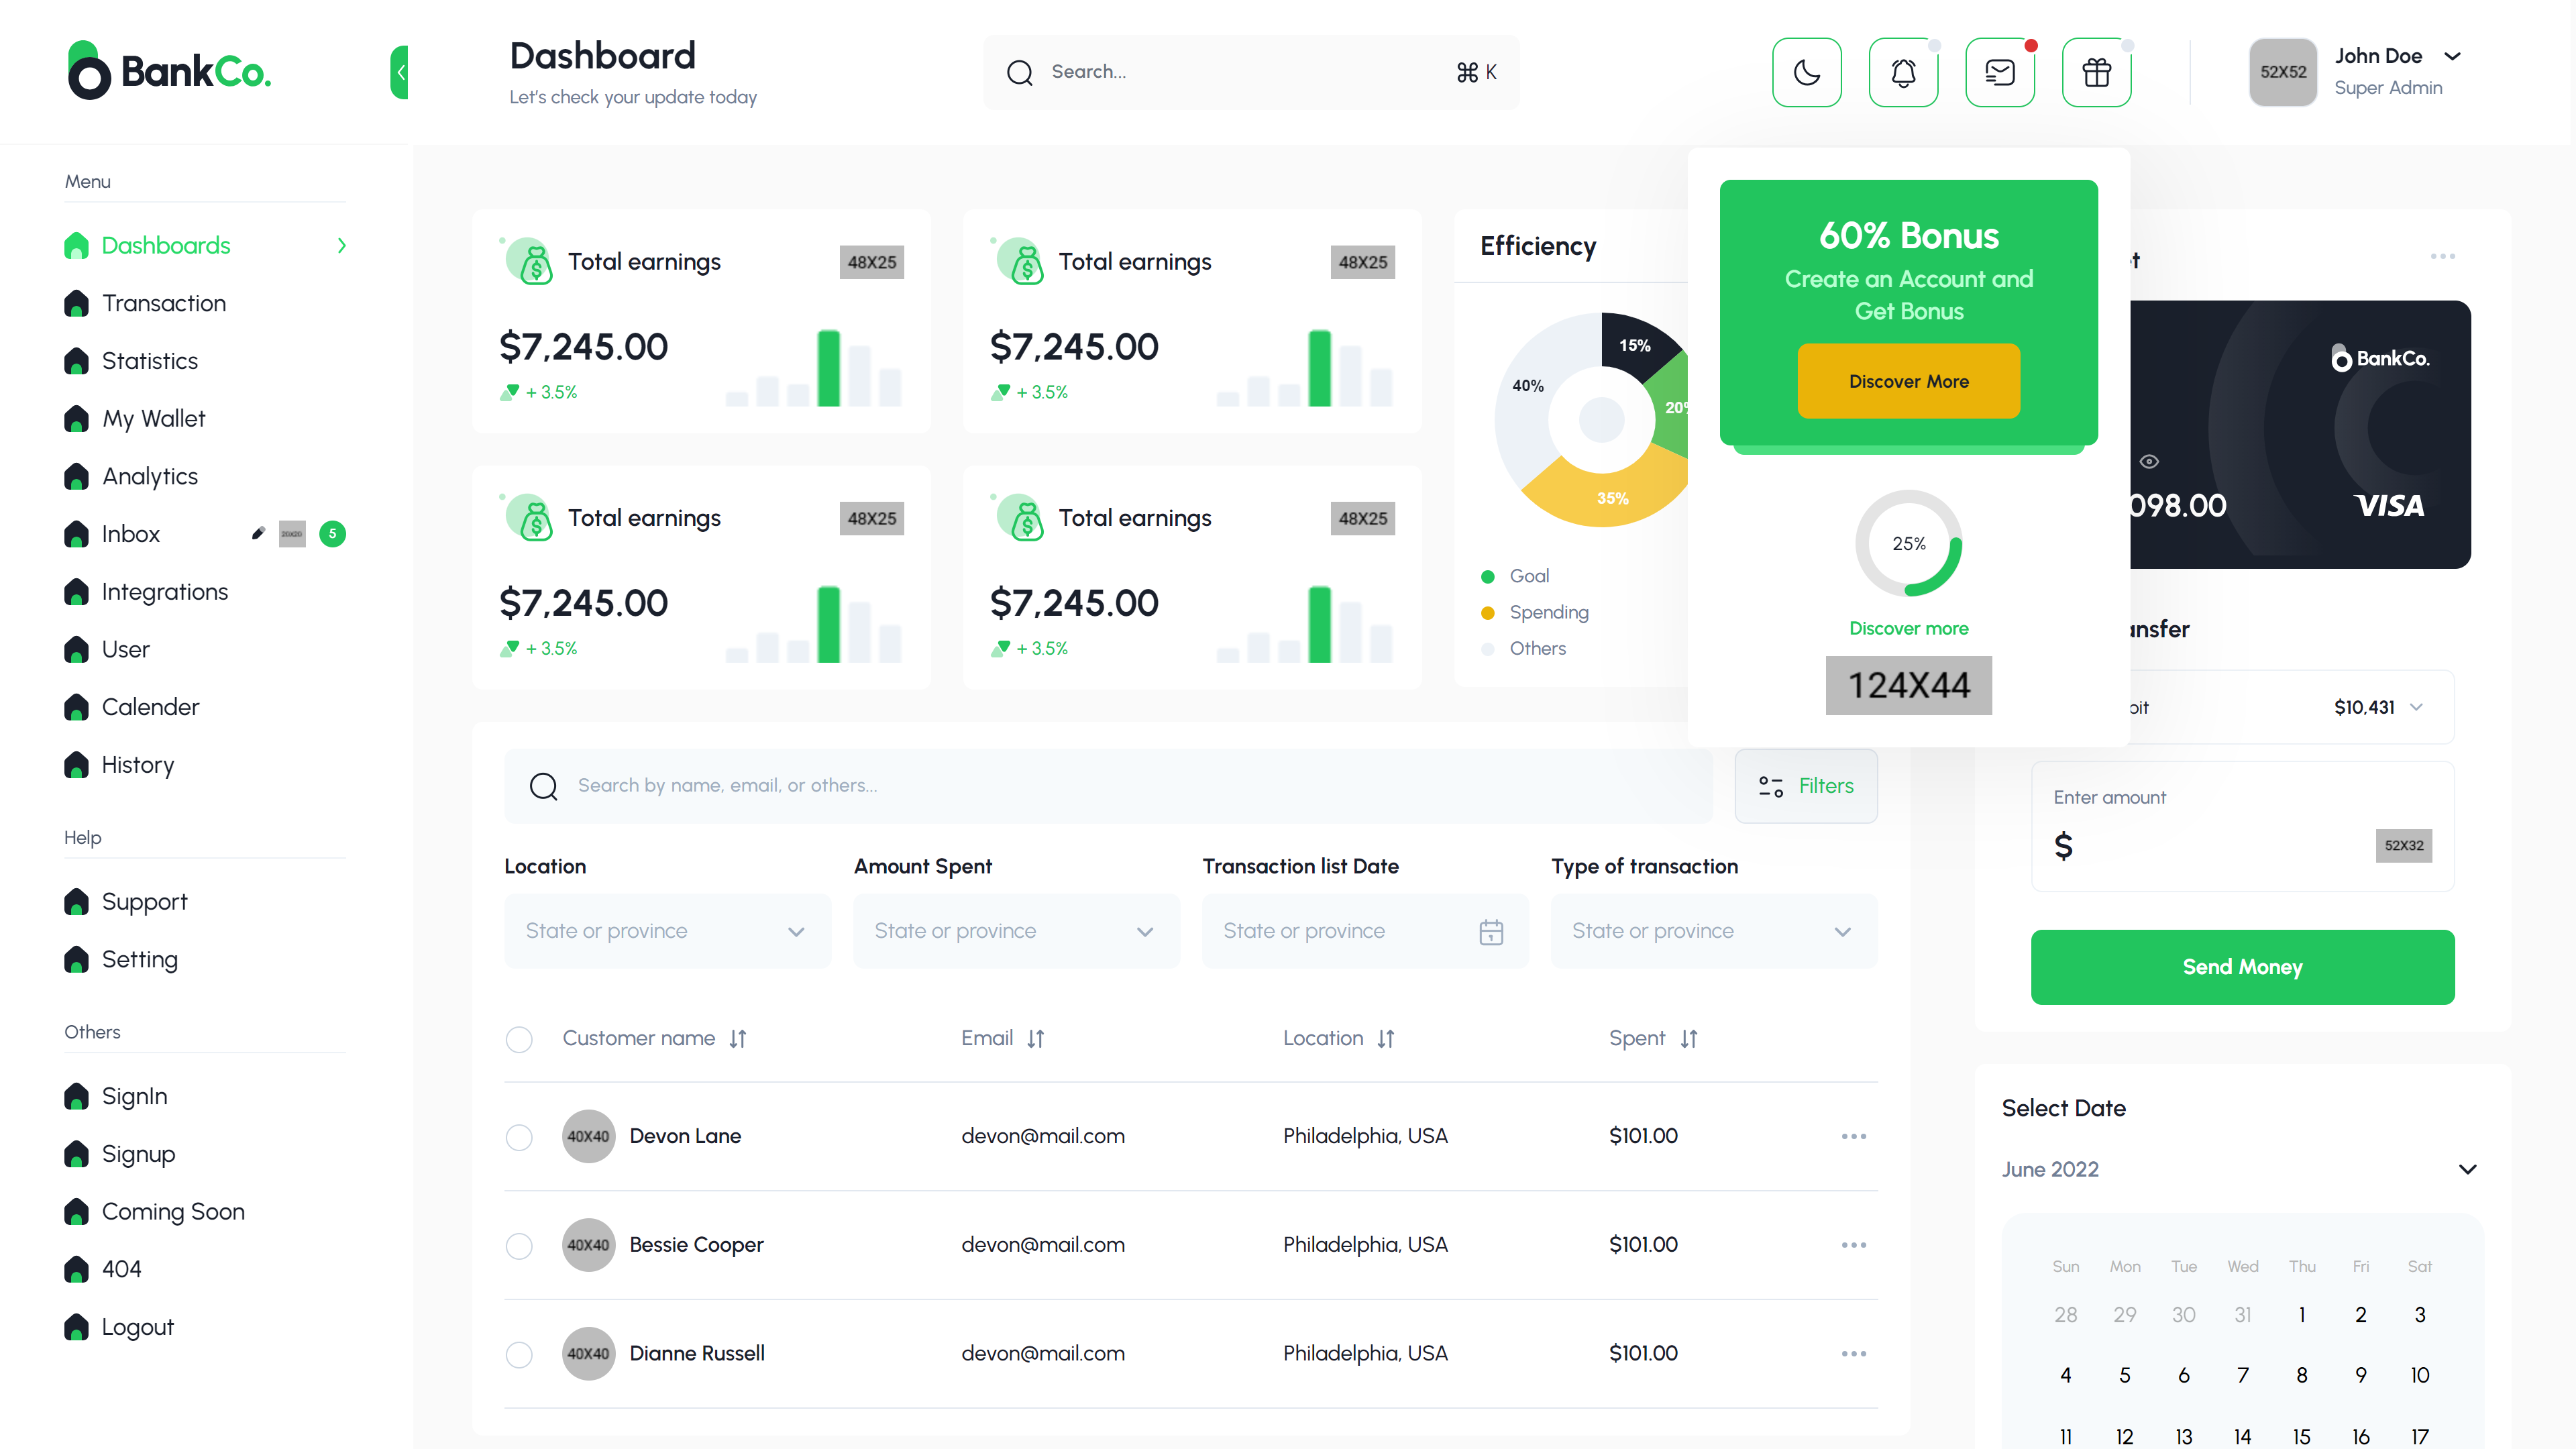 BankCo.
Dashboard
Let's check your update today
Search...
⌘ K
52X52
John Doe
Super Admin
Menu
Dashboards
Transaction
Statistics
My Wallet
Analytics
Inbox
20X20
5
Integrations
User
Calender
History
Help
Support
Setting
Others
SignIn
Signup
Coming Soon
404
Logout
Total earnings
48X25
$7,245.00
+ 3.5%
Total earnings
48X25
$7,245.00
+ 3.5%
Total earnings
48X25
$7,245.00
+ 3.5%
Total earnings
48X25
$7,245.00
+ 3.5%
Efficiency
15%
40%
35%
Goal
Spending
Others
60% Bonus
Create an Account and
Get Bonus
Discover More
25%
Discover more
124X44
BankCo.
098.00
VISA
ansfer
$10,431
Enter amount
$
52X32
Send Money
Search by name, email, or others...
Filters
Location
Amount Spent
Transaction list Date
Type of transaction
State or province
State or province
State or province
State or province
Customer name
Email
Location
Spent
40X40
Devon Lane
devon@mail.com
Philadelphia, USA
$101.00
40X40
Bessie Cooper
devon@mail.com
Philadelphia, USA
$101.00
40X40
Dianne Russell
devon@mail.com
Philadelphia, USA
$101.00
Select Date
June 2022
Sun Mon Tue Wed Thu Fri Sat
28 29 30 31 1 2 3
4 5 6 7 8 9 10
11 12 13 14 15 16 17